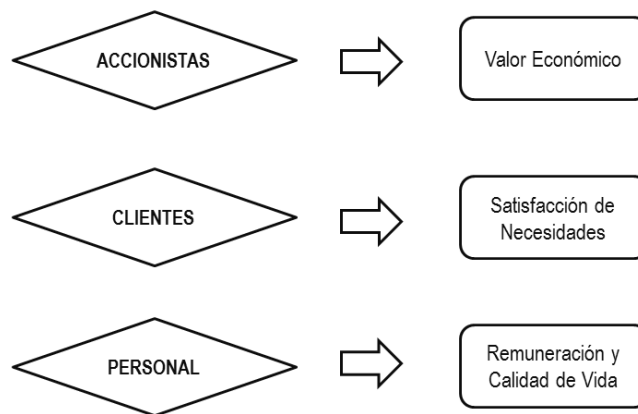 ACCIONISTAS
Valor Económico
CLIENTES
Satisfacción de
Necesidades
PERSONAL
Remuneración y
Calidad de Vida